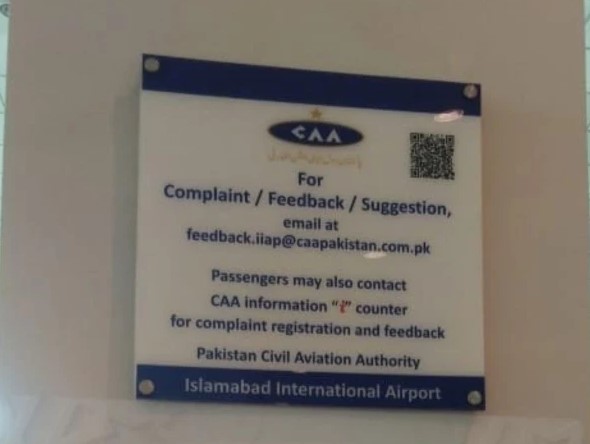 CAA
For
Complaint / Feedback / Suggestion,
email at
feedback.iiap@caapakistan.com.pk
Passengers may also contact
CAA information "i" counter
for complaint registration and feedback
Pakistan Civil Aviation Authority
Islamabad International Airport